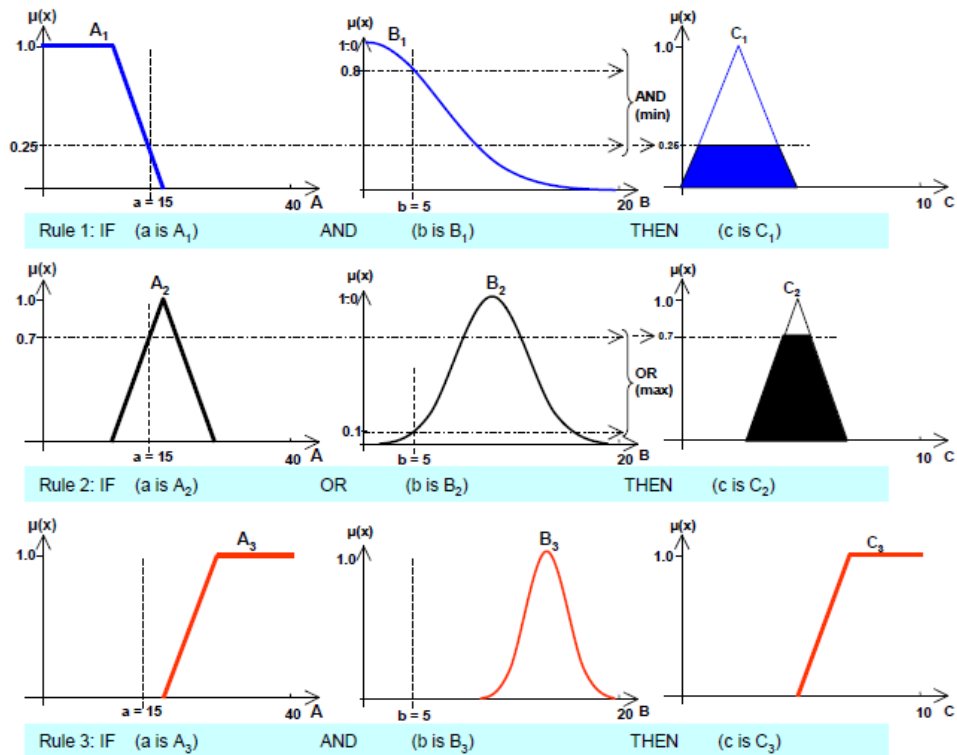 μ(x) A₁ μ(x) B₁ μ(x) C₁
1.0 1.0 1.0
0.8 AND
(min)
0.25 0.25
40 A 20 B 10 C
a = 15 b = 5
Rule 1: IF (a is A₁) AND (b is B₁) THEN (c is C₁)
μ(x) A₂ μ(x) B₂ μ(x) C₂
1.0 1.0 1.0
0.7 0.7
OR
(max)
0.1
40 A 20 B 10 C
a = 15 b = 5
Rule 2: IF (a is A₂) OR (b is B₂) THEN (c is C₂)
μ(x) A₃ μ(x) B₃ μ(x) C₃
1.0 1.0 1.0
a = 15 40 A b = 5 20 B 10 C
Rule 3: IF (a is A₃) AND (b is B₃) THEN (c is C₃)